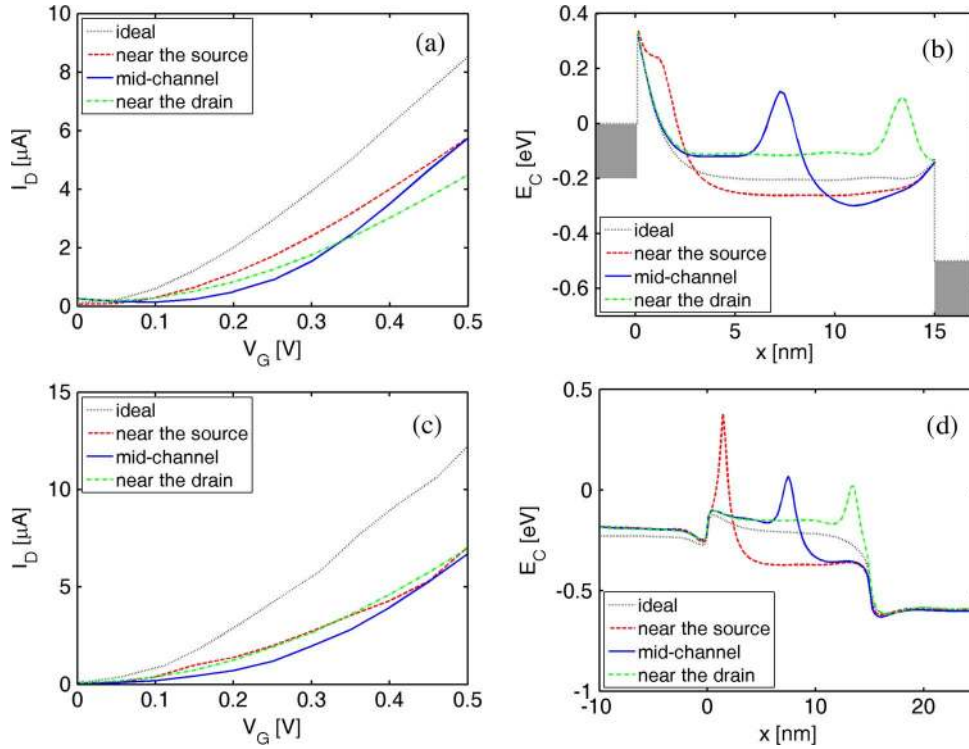 (a)
I_D [μA]
10
8
6
4
2
0
0 0.1 0.2 0.3 0.4 0.5
V_G [V]
ideal
near the source
mid-channel
near the drain
(b)
E_C [eV]
0.4
0.2
0
-0.2
-0.4
-0.6
0 5 10 15
x [nm]
ideal
near the source
mid-channel
near the drain
(c)
I_D [μA]
15
10
5
0
0 0.1 0.2 0.3 0.4 0.5
V_G [V]
ideal
near the source
mid-channel
near the drain
(d)
E_C [eV]
0.5
0
-0.5
-1
-10 0 10 20
x [nm]
ideal
near the source
mid-channel
near the drain